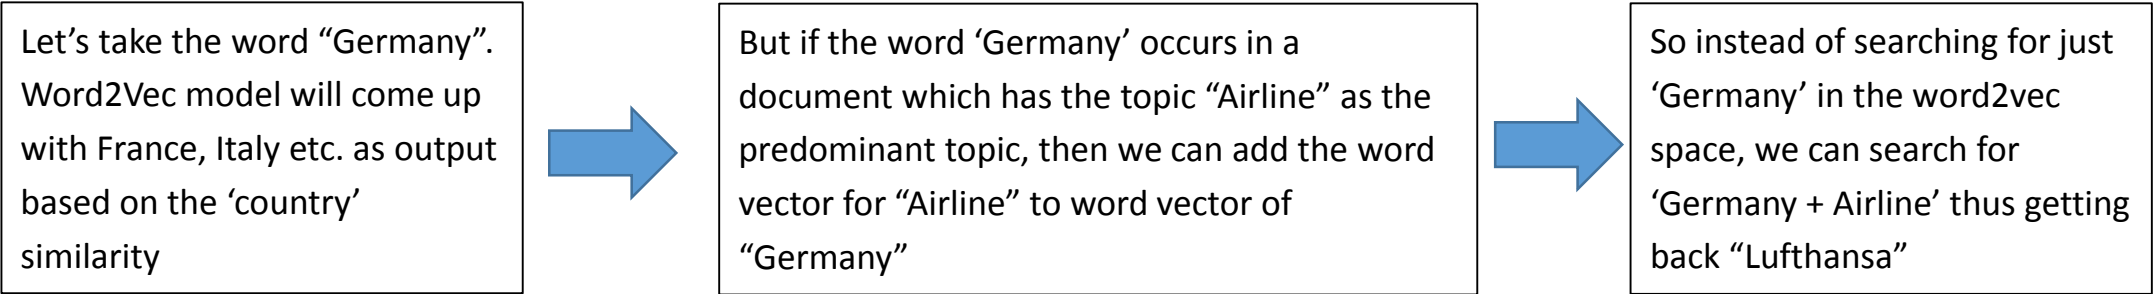 Let’s take the word “Germany”.
Word2Vec model will come up
with France, Italy etc. as output
based on the ‘country’
similarity
But if the word ‘Germany’ occurs in a
document which has the topic “Airline” as the
predominant topic, then we can add the word
vector for “Airline” to word vector of
“Germany”
So instead of searching for just
‘Germany’ in the word2vec
space, we can search for
‘Germany + Airline’ thus getting
back “Lufthansa”